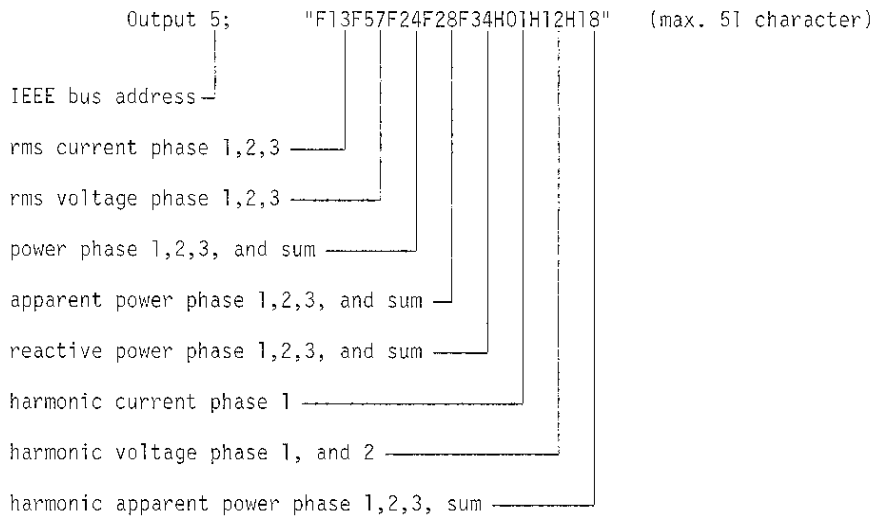 Output 5; "F13F57F24F28F34H01H12H18" (max. 51 character)
IEEE bus address
rms current phase 1,2,3
rms voltage phase 1,2,3
power phase 1,2,3, and sum
apparent power phase 1,2,3, and sum
reactive power phase 1,2,3, and sum
harmonic current phase 1
harmonic voltage phase 1, and 2
harmonic apparent power phase 1,2,3, sum